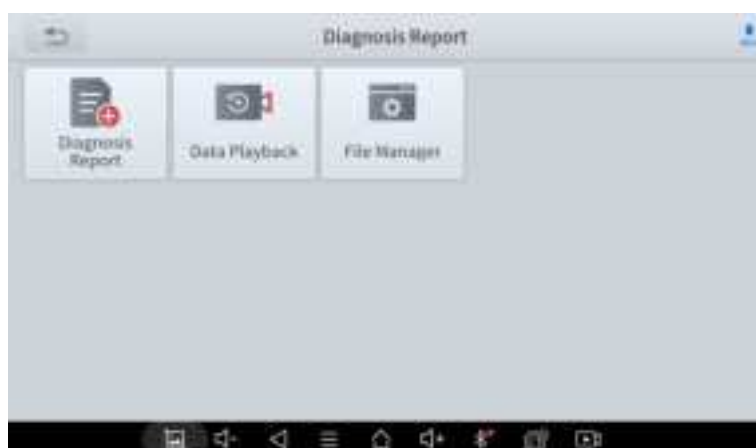 Diagnosis Report
Diagnosis
Report
Data Playback
File Manager